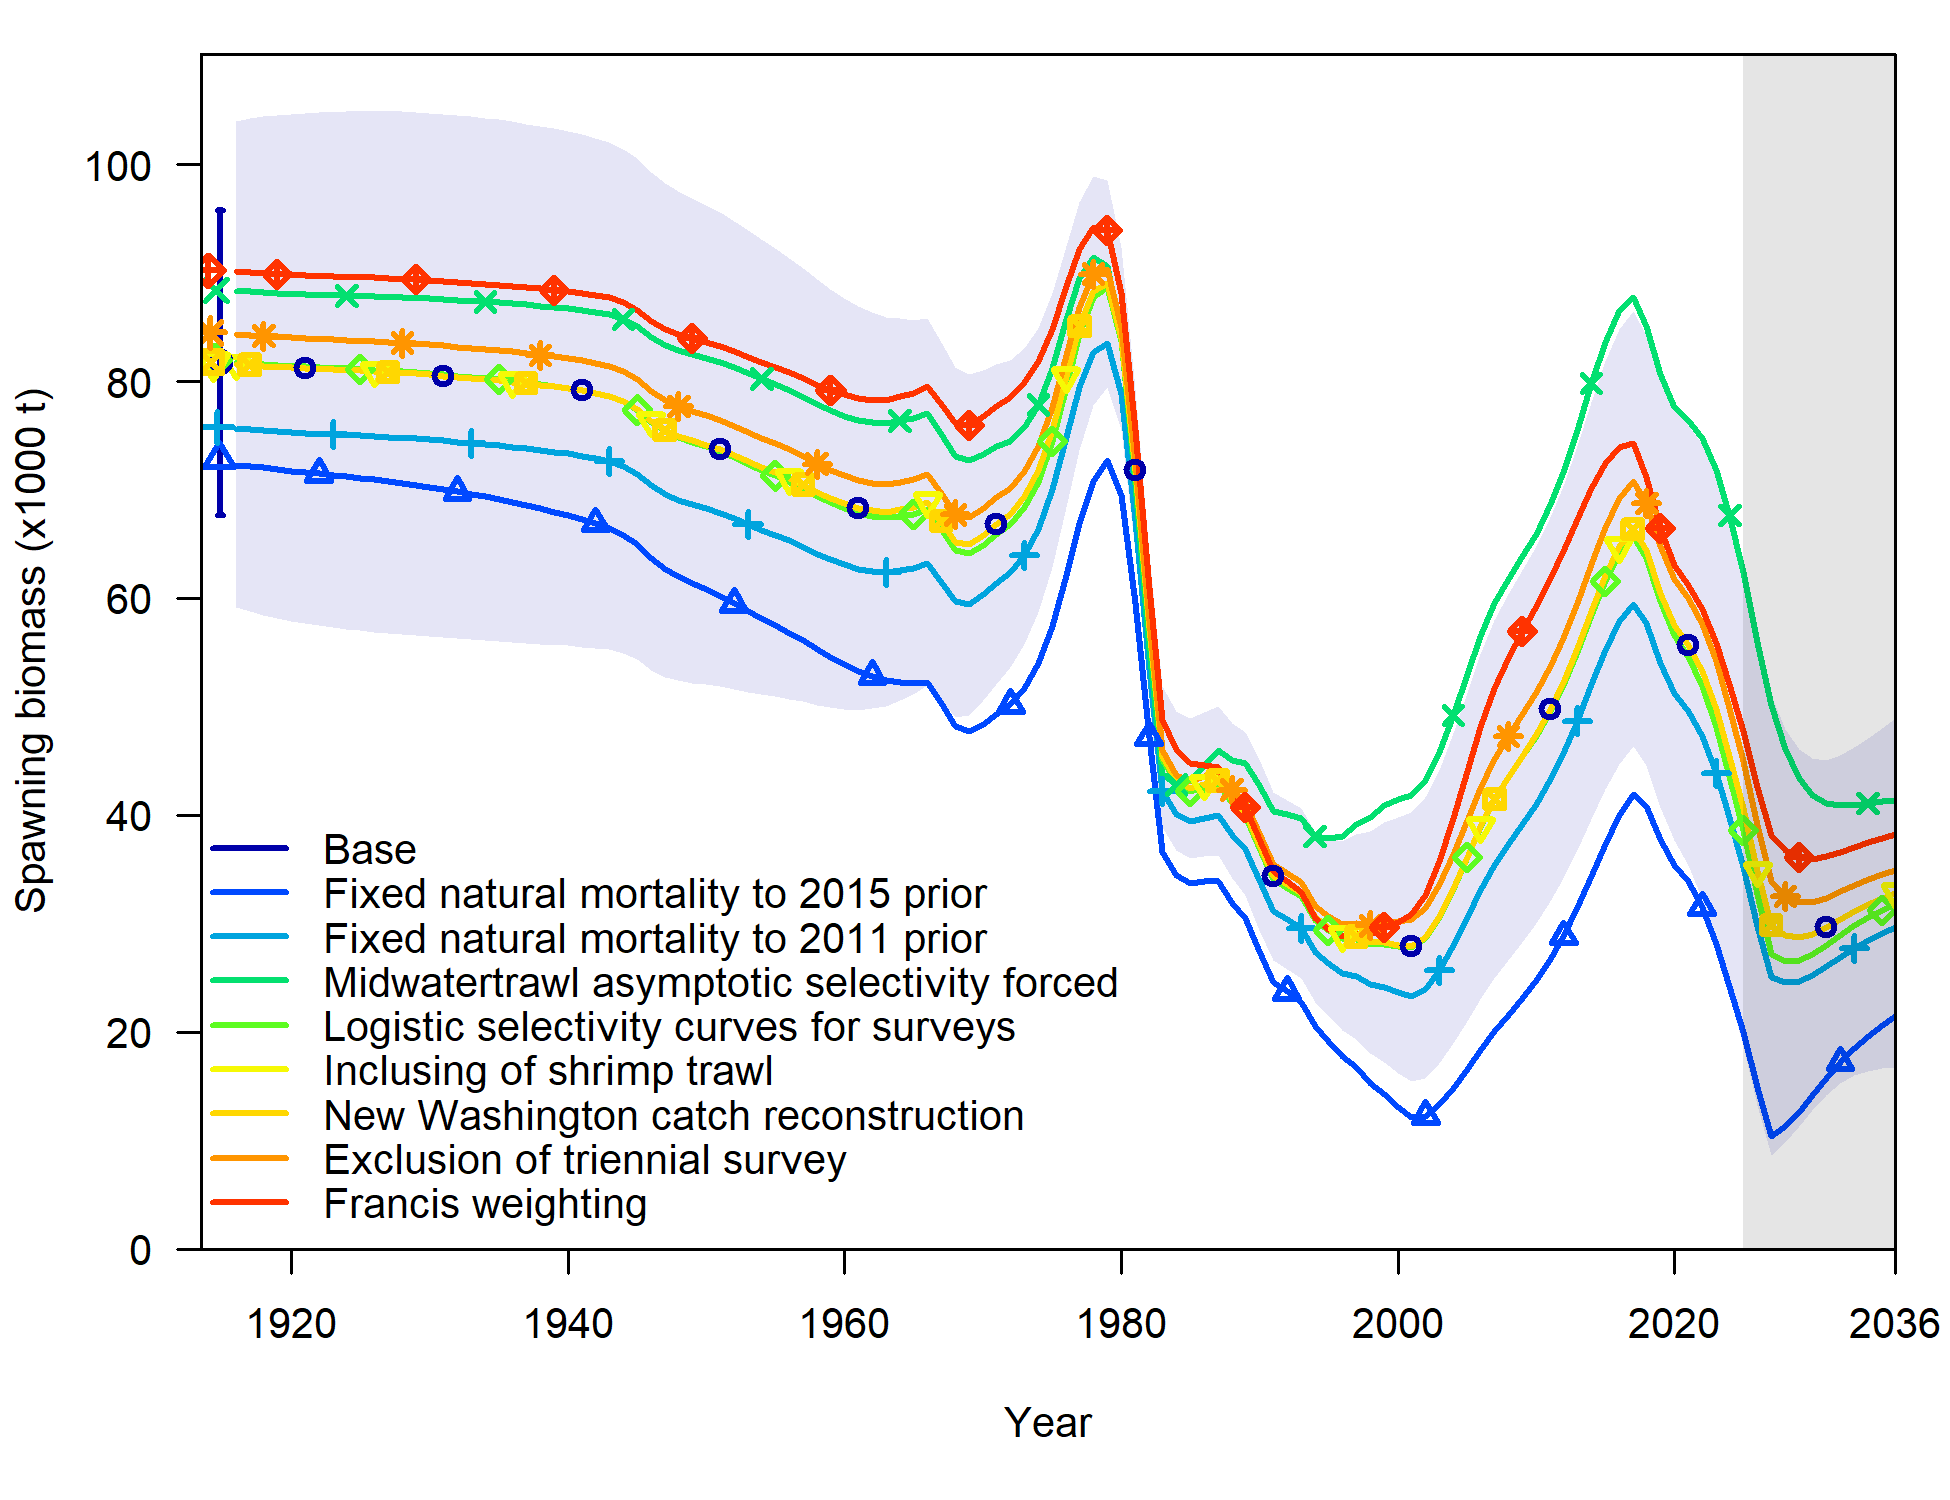 Spawning biomass (x1000 t)
100
80
60
40
20
0
Base
Fixed natural mortality to 2015 prior
Fixed natural mortality to 2011 prior
Midwatertrawl asymptotic selectivity forced
Logistic selectivity curves for surveys
Inclusing of shrimp trawl
New Washington catch reconstruction
Exclusion of triennial survey
Francis weighting
1920 1940 1960 1980 2000 2020 2036
Year